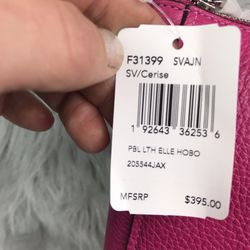 F31399 SVAJN
SV/Cerise
1 92643 36253 6
PBL LTH ELLE HOBO
205544JAX
MFSRP $395.00